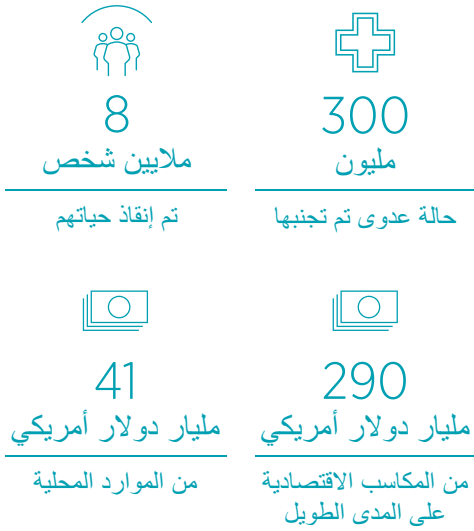 300
مليون
حالة عدوى تم تجنبها
8
ملايين شخص
تم إنقاذ حياتهم
290
مليار دولار أمريكي
من المكاسب الاقتصادية
على المدى الطويل
41
مليار دولار أمريكي
من الموارد المحلية